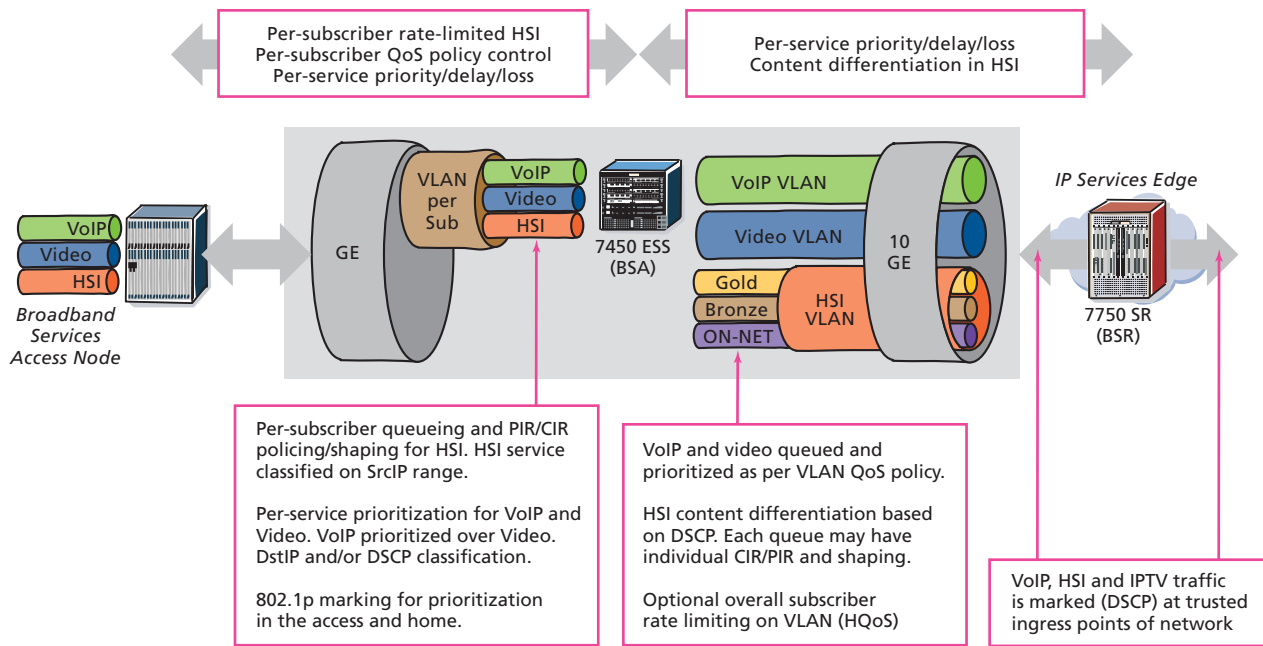 Per-subscriber rate-limited HSI
Per-subscriber QoS policy control
Per-service priority/delay/loss
Per-service priority/delay/loss
Content differentiation in HSI
VoIP
Video
HSI
Broadband
Services
Access Node
GE
VLAN
per
Sub
VoIP
Video
HSI
7450 ESS
(BSA)
VoIP VLAN
Video VLAN
Gold
Bronze
ON-NET
HSI
VLAN
10
GE
IP Services Edge
7750 SR
(BSR)
Per-subscriber queueing and PIR/CIR
policing/shaping for HSI. HSI service
classified on SrcIP range.
Per-service prioritization for VoIP and
Video. VoIP prioritized over Video.
DstIP and/or DSCP classification.
802.1p marking for prioritization
in the access and home.
VoIP and video queued and
prioritized as per VLAN QoS policy.
HSI content differentiation based
on DSCP. Each queue may have
individual CIR/PIR and shaping.
Optional overall subscriber
rate limiting on VLAN (HQoS)
VoIP, HSI and IPTV traffic
is marked (DSCP) at trusted
ingress points of network